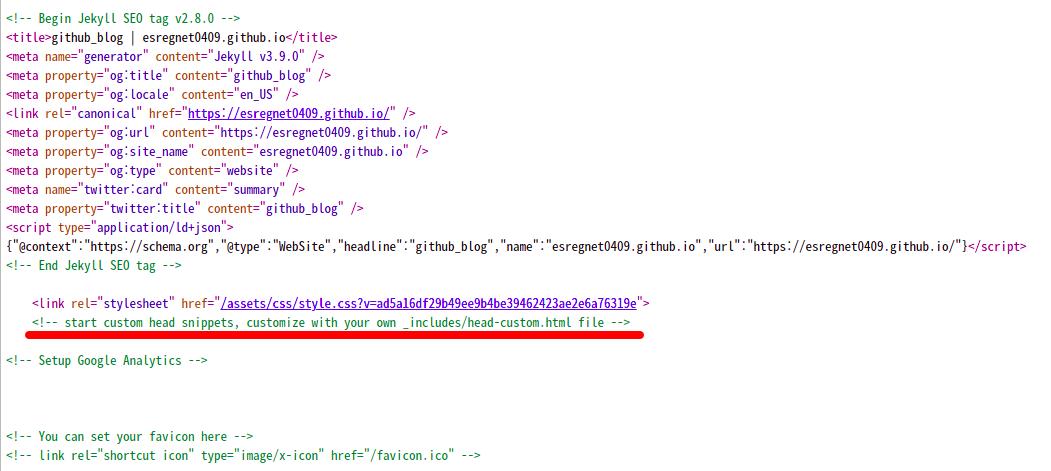 <!-- Begin Jekyll SEO tag v2.8.0 -->
<title>github_blog | esregnet0409.github.io</title>
<meta name="generator" content="Jekyll v3.9.0" />
<meta property="og:title" content="github_blog" />
<meta property="og:locale" content="en_US" />
<link rel="canonical" href="https://esregnet0409.github.io/" />
<meta property="og:url" content="https://esregnet0409.github.io/" />
<meta property="og:site_name" content="esregnet0409.github.io" />
<meta property="og:type" content="website" />
<meta name="twitter:card" content="summary" />
<meta property="twitter:title" content="github_blog" />
<script type="application/ld+json">
{"@context":"https://schema.org","@type":"WebSite","headline":"github_blog","name":"esregnet0409.github.io","url":"https://esregnet0409.github.io/"}</script>
<!-- End Jekyll SEO tag -->
<link rel="stylesheet" href="/assets/css/style.css?v=ad5a16df29b49ee9b4be39462423ae2e6a76319e">
<!-- start custom head snippets, customize with your own _includes/head-custom.html file -->
<!-- Setup Google Analytics -->
<!-- You can set your favicon here -->
<!-- link rel="shortcut icon" type="image/x-icon" href="/favicon.ico" -->